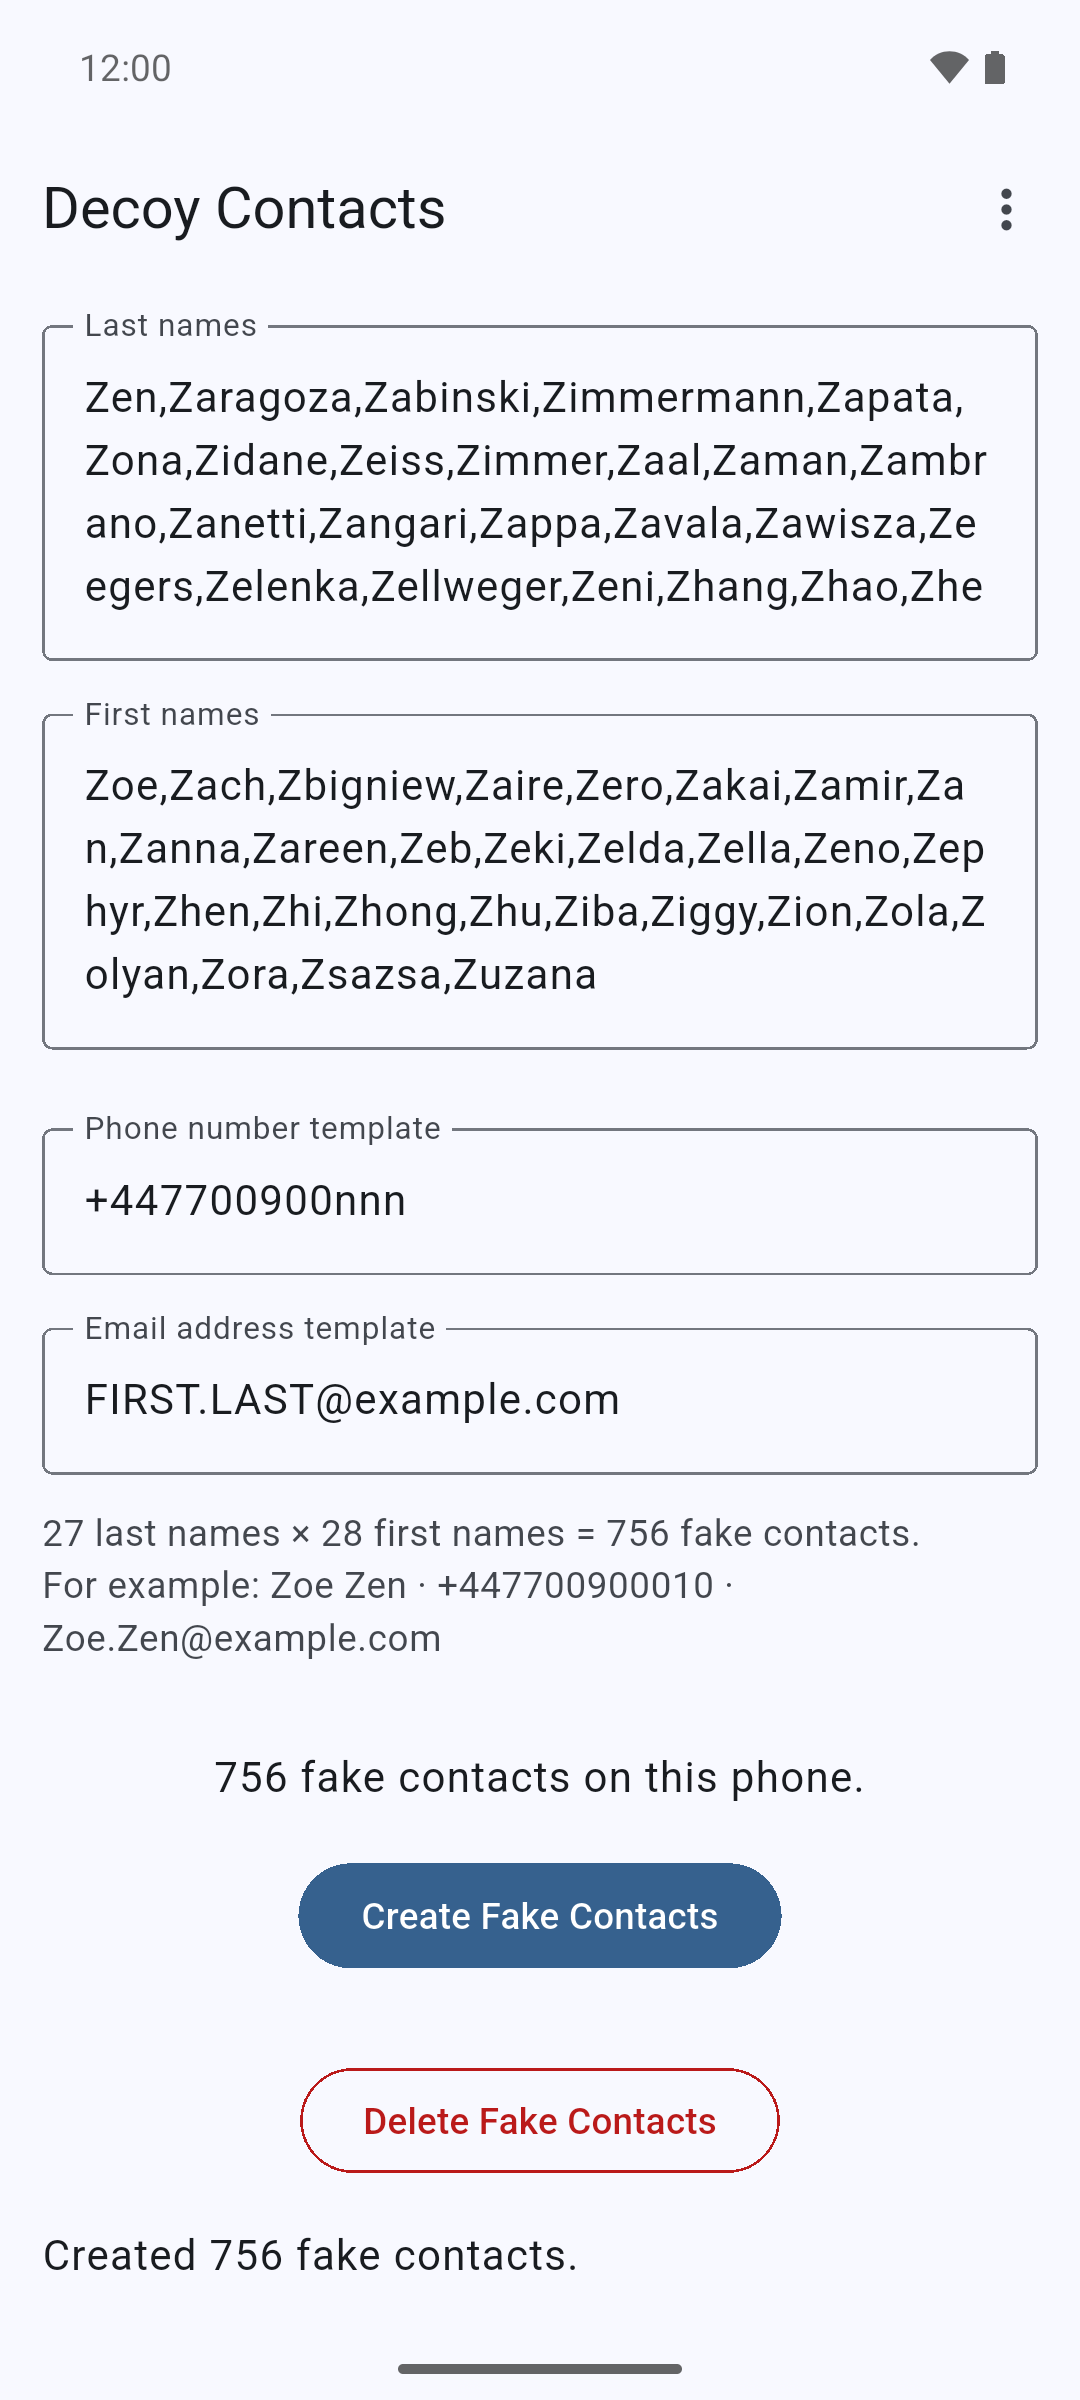 12:00
Decoy Contacts
Last names
Zen,Zaragoza,Zabinski,Zimmermann,Zapata,
Zona,Zidane,Zeiss,Zimmer,Zaal,Zaman,Zambr
ano,Zanetti,Zangari,Zappa,Zavala,Zawisza,Ze
egers,Zelenka,Zellweger,Zeni,Zhang,Zhao,Zhe
First names
Zoe,Zach,Zbigniew,Zaire,Zero,Zakai,Zamir,Za
n,Zanna,Zareen,Zeb,Zeki,Zelda,Zella,Zeno,Zep
hyr,Zhen,Zhi,Zhong,Zhu,Ziba,Ziggy,Zion,Zola,Z
olyan,Zora,Zsazsa,Zuzana
Phone number template
+447700900nnn
Email address template
FIRST.LAST@example.com
27 last names × 28 first names = 756 fake contacts.
For example: Zoe Zen · +447700900010 ·
Zoe.Zen@example.com
756 fake contacts on this phone.
Create Fake Contacts
Delete Fake Contacts
Created 756 fake contacts.